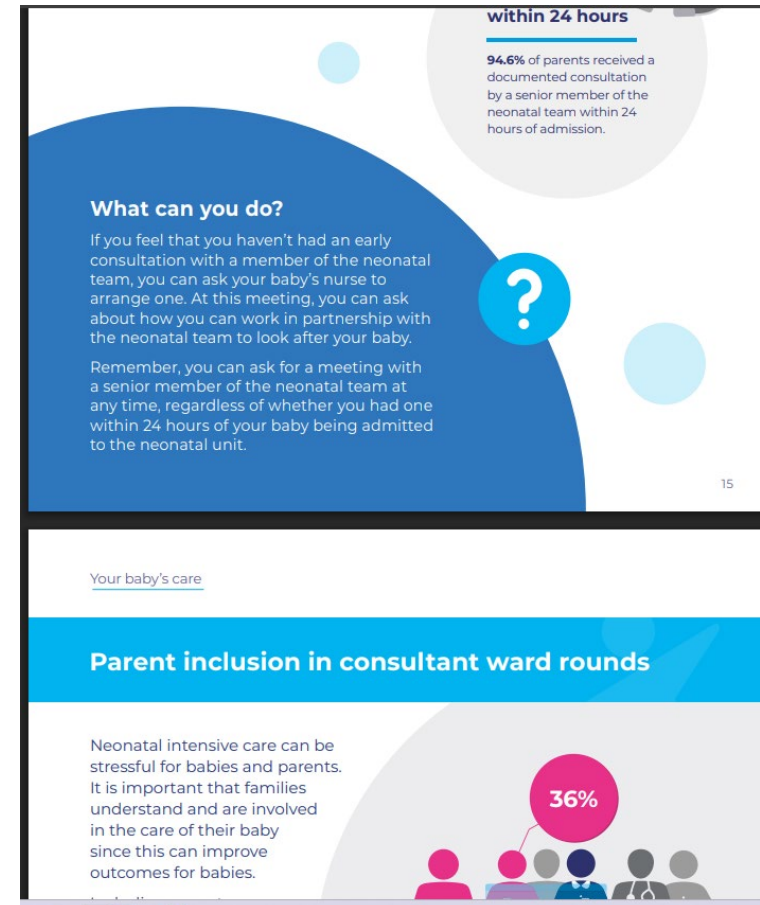 within 24 hours
94.6% of parents received a
documented consultation
by a senior member of the
neonatal team within 24
hours of admission.
What can you do?
If you feel that you haven’t had an early
consultation with a member of the neonatal
team, you can ask your baby’s nurse to
arrange one. At this meeting, you can ask
about how you can work in partnership with
the neonatal team to look after your baby.
?
Remember, you can ask for a meeting with
a senior member of the neonatal team at
any time, regardless of whether you had one
within 24 hours of your baby being admitted
to the neonatal unit.
15
Your baby’s care
Parent inclusion in consultant ward rounds
Neonatal intensive care can be
stressful for babies and parents.
It is important that families
understand and are involved
in the care of their baby
since this can improve
outcomes for babies.
36%